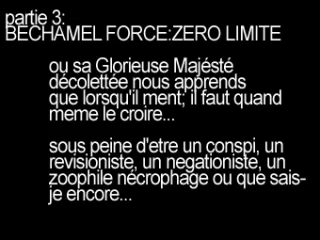 partie 3:
BECHAMEL FORCE:ZERO LIMITE
ou sa Glorieuse Majésté
décolettée nous apprends
que lorsqu'il ment, il faut quand
meme le croire...
sous peine d'etre un conspi, un
revisioniste, un negationiste, un
zoophile nécrophage ou que sais-
je encore...